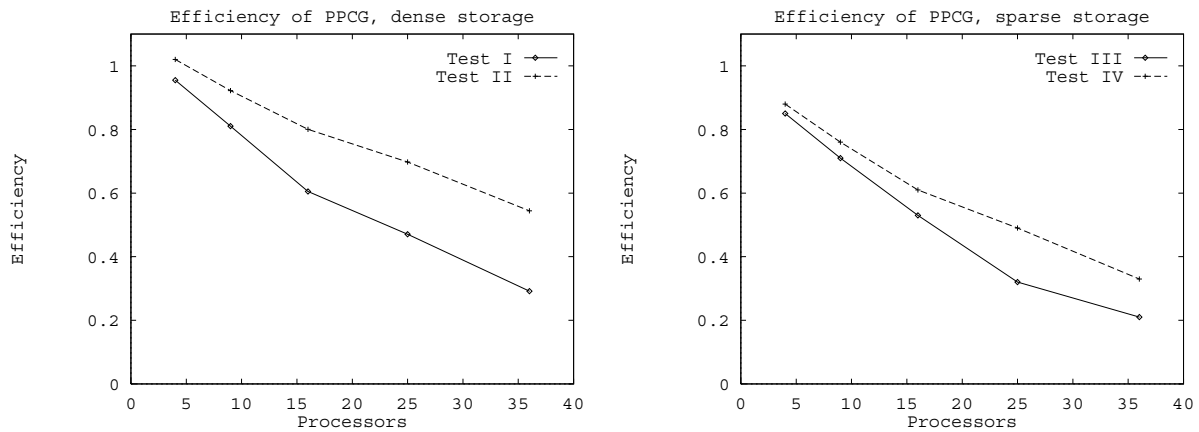 Efficiency of PPCG, dense storage
Test I
Test II
1
0.8
0.6
0.4
0.2
0
Efficiency
0 5 10 15 20 25 30 35 40
Processors
Efficiency of PPCG, sparse storage
Test III
Test IV
1
0.8
0.6
0.4
0.2
0
Efficiency
0 5 10 15 20 25 30 35 40
Processors